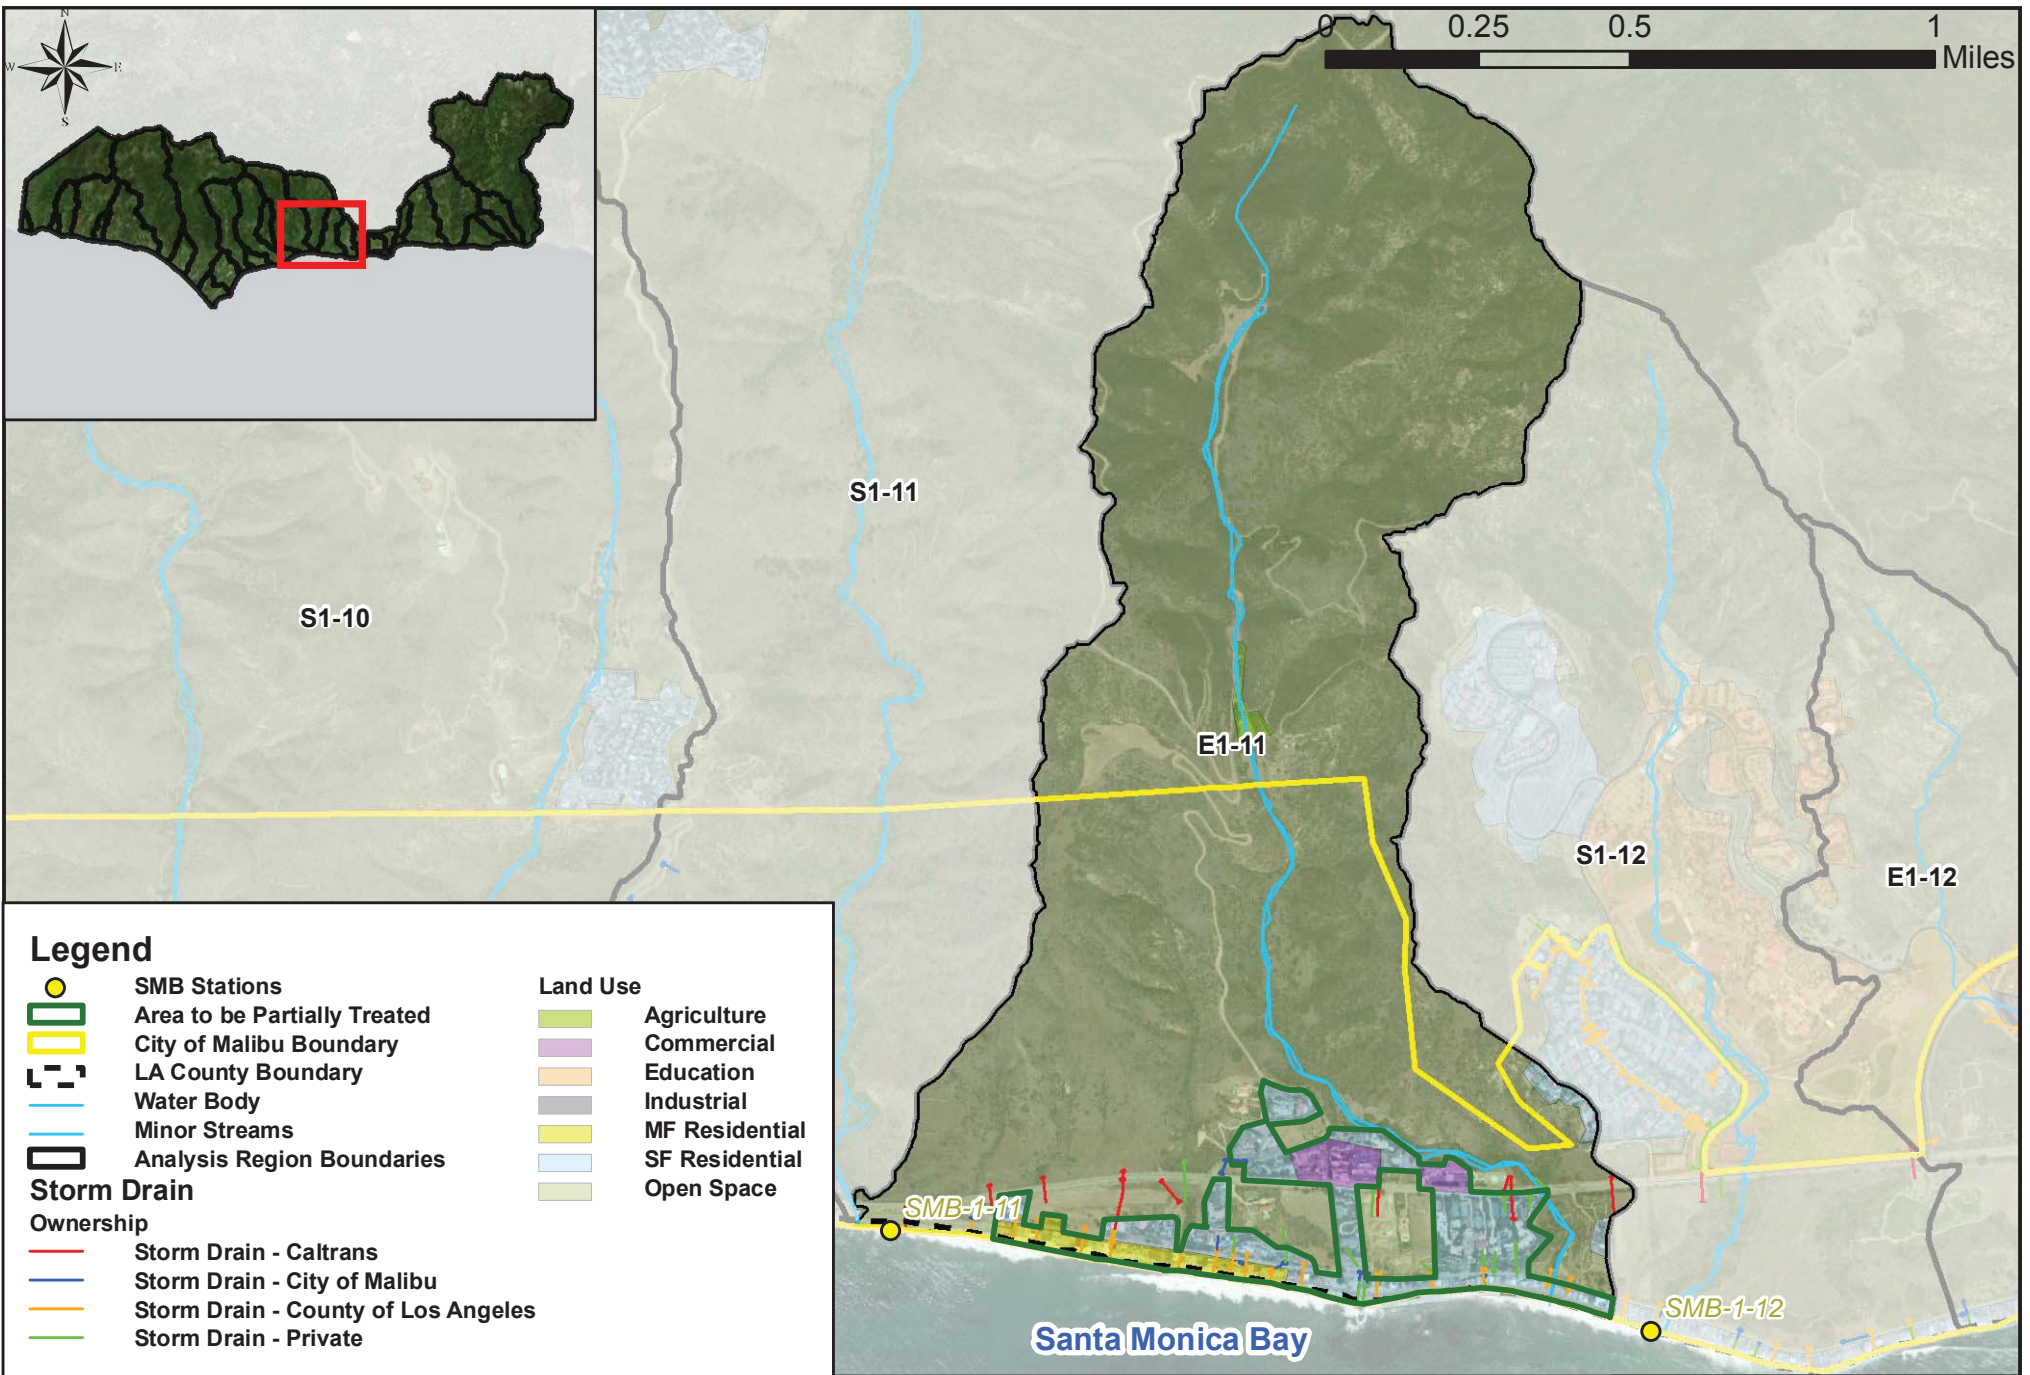 N
W
E
S
0 0.25 0.5 1
Miles
S1-11
S1-10
E1-11
S1-12
E1-12
Legend
SMB Stations
Area to be Partially Treated
City of Malibu Boundary
LA County Boundary
Water Body
Minor Streams
Analysis Region Boundaries
Storm Drain
Ownership
Storm Drain - Caltrans
Storm Drain - City of Malibu
Storm Drain - County of Los Angeles
Storm Drain - Private
Land Use
Agriculture
Commercial
Education
Industrial
MF Residential
SF Residential
Open Space
SMB-1-11
SMB-1-12
Santa Monica Bay